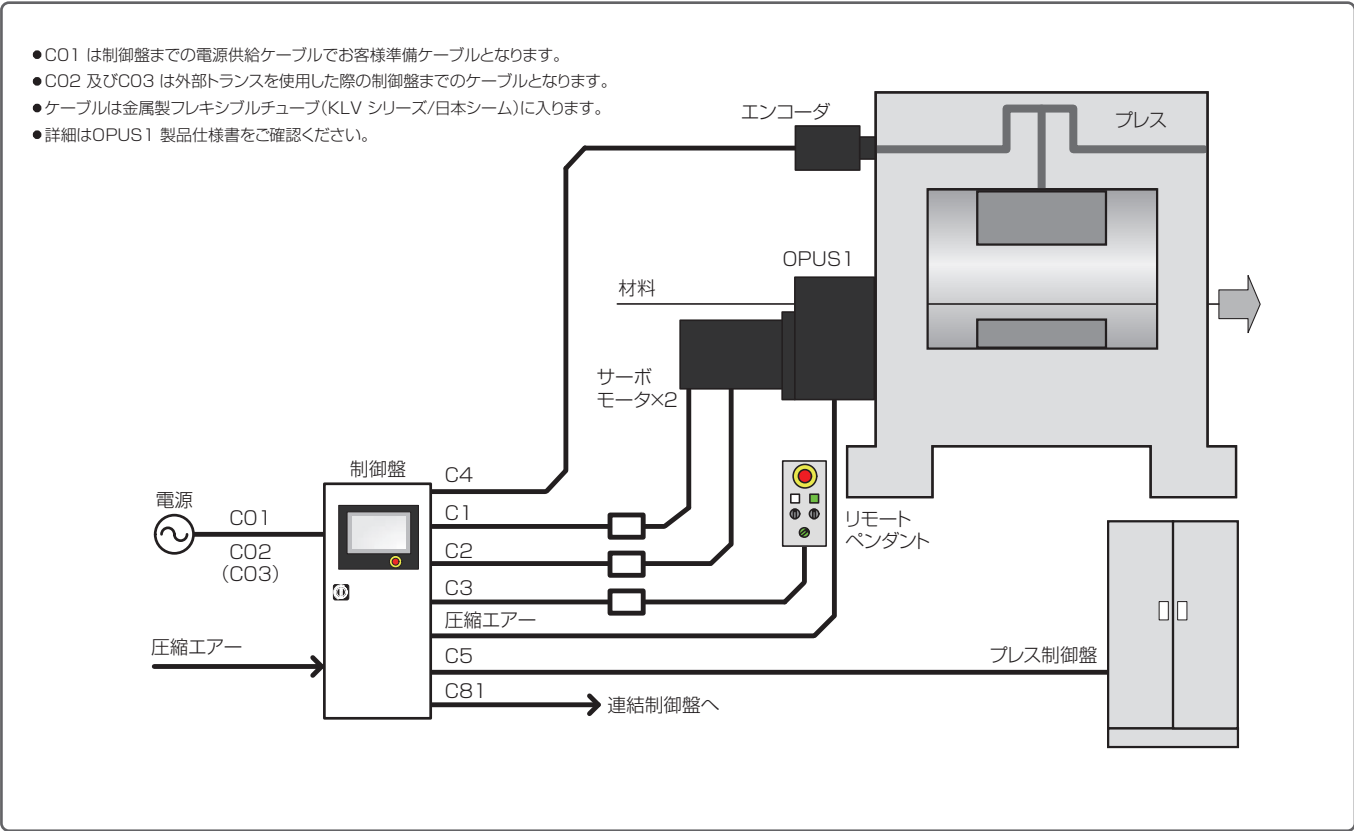 ●C01 は制御盤までの電源供給ケーブルでお客様準備ケーブルとなります。
●C02 及びC03 は外部トランスを使用した際の制御盤までのケーブルとなります。
●ケーブルは金属製フレキシブルチューブ(KLV シリーズ/日本シーム)に入ります。
●詳細はOPUS1 製品仕様書をご確認ください。
エンコーダ
プレス
OPUS1
材料
サーボ
モータ×2
制御盤
電源
C01
C02
(C03)
圧縮エアー
C4
C1
C2
C3
圧縮エアー
C5
C81
連結制御盤へ
リモート
ペンダント
プレス制御盤